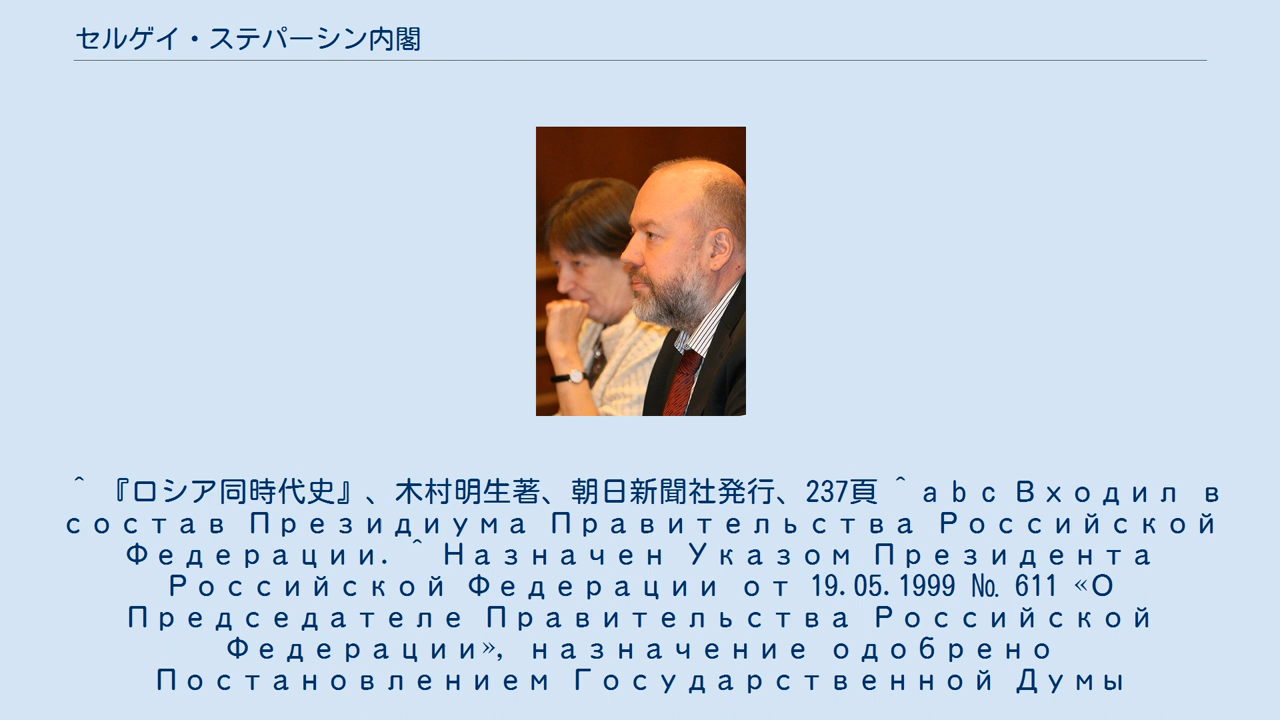 セルゲイ・ステパーシン内閣
^ 『ロシア同時代史』、木村明生著、朝日新聞社発行、237頁 ^ a b c Входил в
состав Президиума Правительства Российской
Федерации. ^ Назначен Указом Президента
Российской Федерации от 19.05.1999 № 611 «О
Председателе Правительства Российской
Федерации», назначение одобрено
Постановлением Государственной Думы